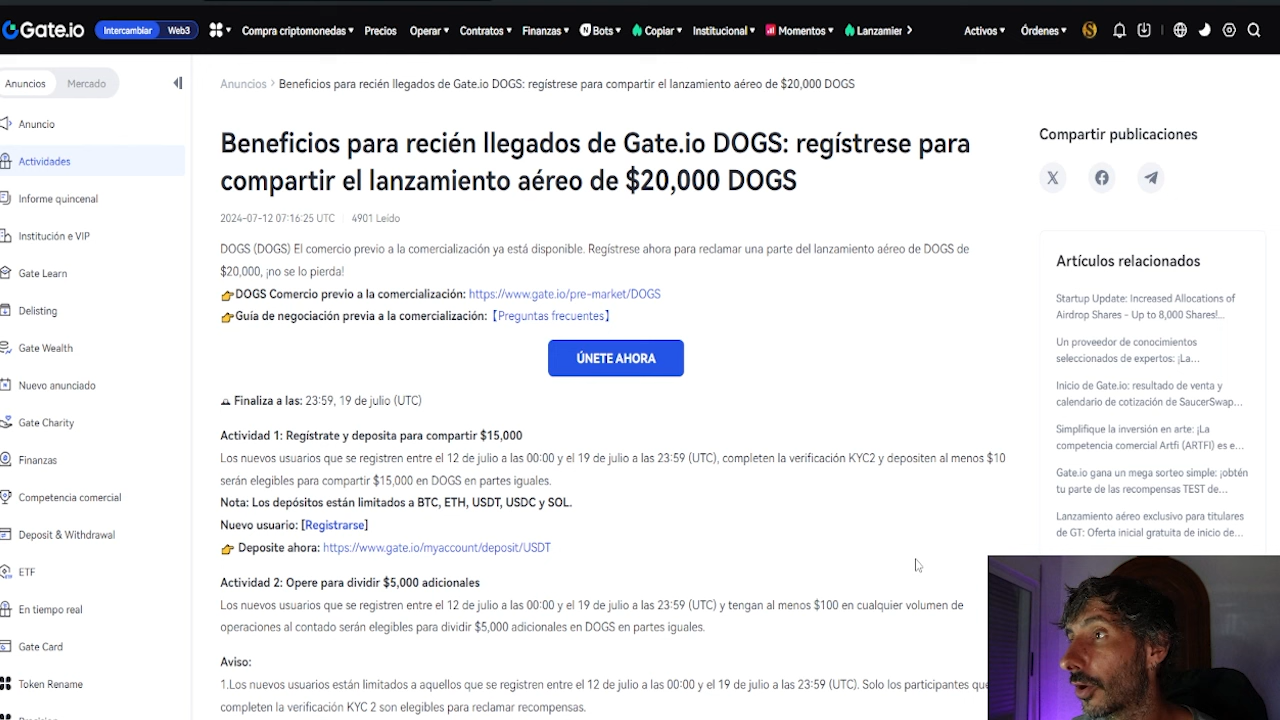 Gate.io
Intercambiar Web3 Compra criptomonedas Precios Operar Contratos Finanzas Bots Copiar Institucional Momentos Lanzamier Activos Órdenes
Anuncios Mercado
Anuncio
Actividades
Informe quincenal
Institución e VIP
Gate Learn
Delisting
Gate Wealth
Nuevo anunciado
Gate Charity
Finanzas
Competencia comercial
Deposit & Withdrawal
ETF
En tiempo real
Gate Card
Token Rename
Anuncios > Beneficios para recién llegados de Gate.io DOGS: regístrese para compartir el lanzamiento aéreo de $20,000 DOGS
Beneficios para recién llegados de Gate.io DOGS: regístrese para
compartir el lanzamiento aéreo de $20,000 DOGS
2024-07-12 07:16:25 UTC 4901 Leído
DOGS (DOGS) El comercio previo a la comercialización ya está disponible. Regístrese ahora para reclamar una parte del lanzamiento aéreo de DOGS de
$20,000, ¡no se lo pierda!
👉DOGS Comercio previo a la comercialización: https://www.gate.io/pre-market/DOGS
👉Guía de negociación previa a la comercialización:【Preguntas frecuentes】
ÚNETE AHORA
Finaliza a las: 23:59, 19 de julio (UTC)
Actividad 1: Regístrate y deposita para compartir $15,000
Los nuevos usuarios que se registren entre el 12 de julio a las 00:00 y el 19 de julio a las 23:59 (UTC), completen la verificación KYC2 y depositen al menos $10
serán elegibles para compartir $15,000 en DOGS en partes iguales.
Nota: Los depósitos están limitados a BTC, ETH, USDT, USDC y SOL.
Nuevo usuario: [Registrarse]
👉 Deposite ahora: https://www.gate.io/myaccount/deposit/USDT
Actividad 2: Opere para dividir $5,000 adicionales
Los nuevos usuarios que se registren entre el 12 de julio a las 00:00 y el 19 de julio a las 23:59 (UTC) y tengan al menos $100 en cualquier volumen de
operaciones al contado serán elegibles para dividir $5,000 adicionales en DOGS en partes iguales.
Aviso:
1.Los nuevos usuarios están limitados a aquellos que se registren entre el 12 de julio a las 00:00 y el 19 de julio a las 23:59 (UTC). Solo los participantes que
completen la verificación KYC 2 son elegibles para reclamar recompensas.
Compartir publicaciones
Artículos relacionados
Startup Update: Increased Allocations of
Airdrop Shares - Up to 8,000 Shares!...
Un proveedor de conocimientos
seleccionados de expertos: ¡La...
Inicio de Gate.io: resultado de venta y
calendario de cotización de SaucerSwap...
Simplifique la inversión en arte: ¡La
competencia comercial Artfi (ARTFI) es e...
Gate.io gana un mega sorteo simple: ¡obtén
tu parte de las recompensas TEST de...
Lanzamiento aéreo exclusivo para titulares
de GT: Oferta inicial gratuita de inicio de...